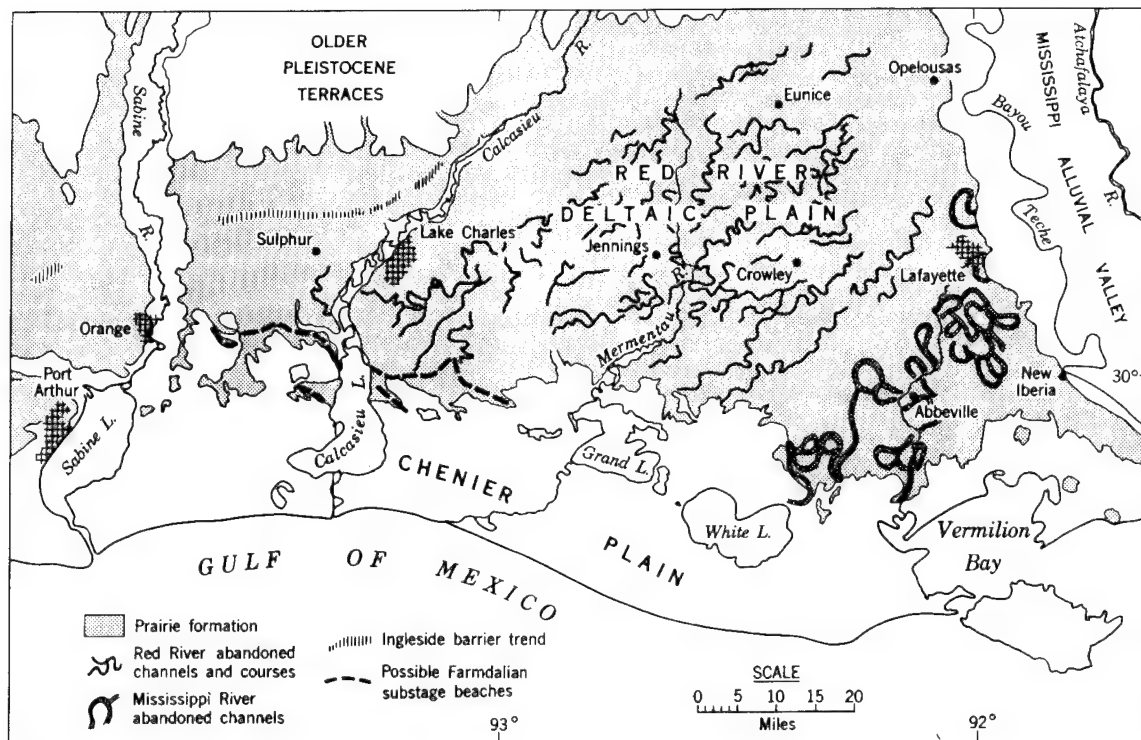 OLDER
PLEISTOCENE
TERRACES
Sabine
R.
Calcasieu
R.
Opelousas
Eunice
MISSISSIPPI
ALLUVIAL
VALLEY
Atchafalaya
R.
Bayou
Teche
RED RIVER
DELTAIC PLAIN
Sulphur
Lake Charles
Jennings
Crowley
Lafayette
Mermentau
R.
Orange
Port
Arthur
Sabine L.
Calcasieu L.
New
Iberia
30°
Abbeville
Grand L.
White L.
CHENIER
PLAIN
Vermilion
Bay
GULF OF MEXICO
Prairie formation
Red River abandoned
channels and courses
Mississippi River
abandoned channels
Ingleside barrier trend
Possible Farmdalian
substage beaches
SCALE
0 5 10 15 20
Miles
93°
92°